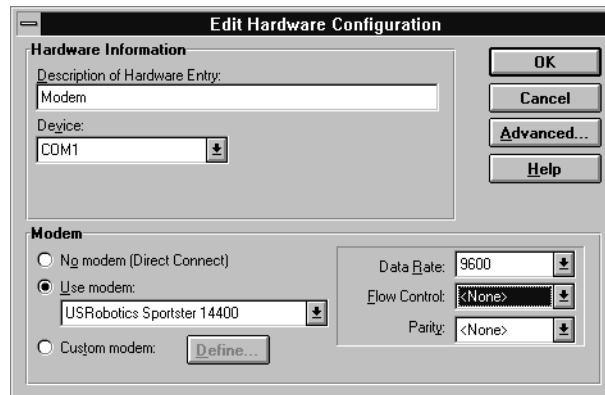 Edit Hardware Configuration
Hardware Information
Description of Hardware Entry:
Modem
Device:
COM1
OK
Cancel
Advanced...
Help
Modem
No modem (Direct Connect)
Use modem:
USRobotics Sportster 14400
Custom modem:
Define...
Data Rate: 9600
Flow Control: <None>
Parity: <None>